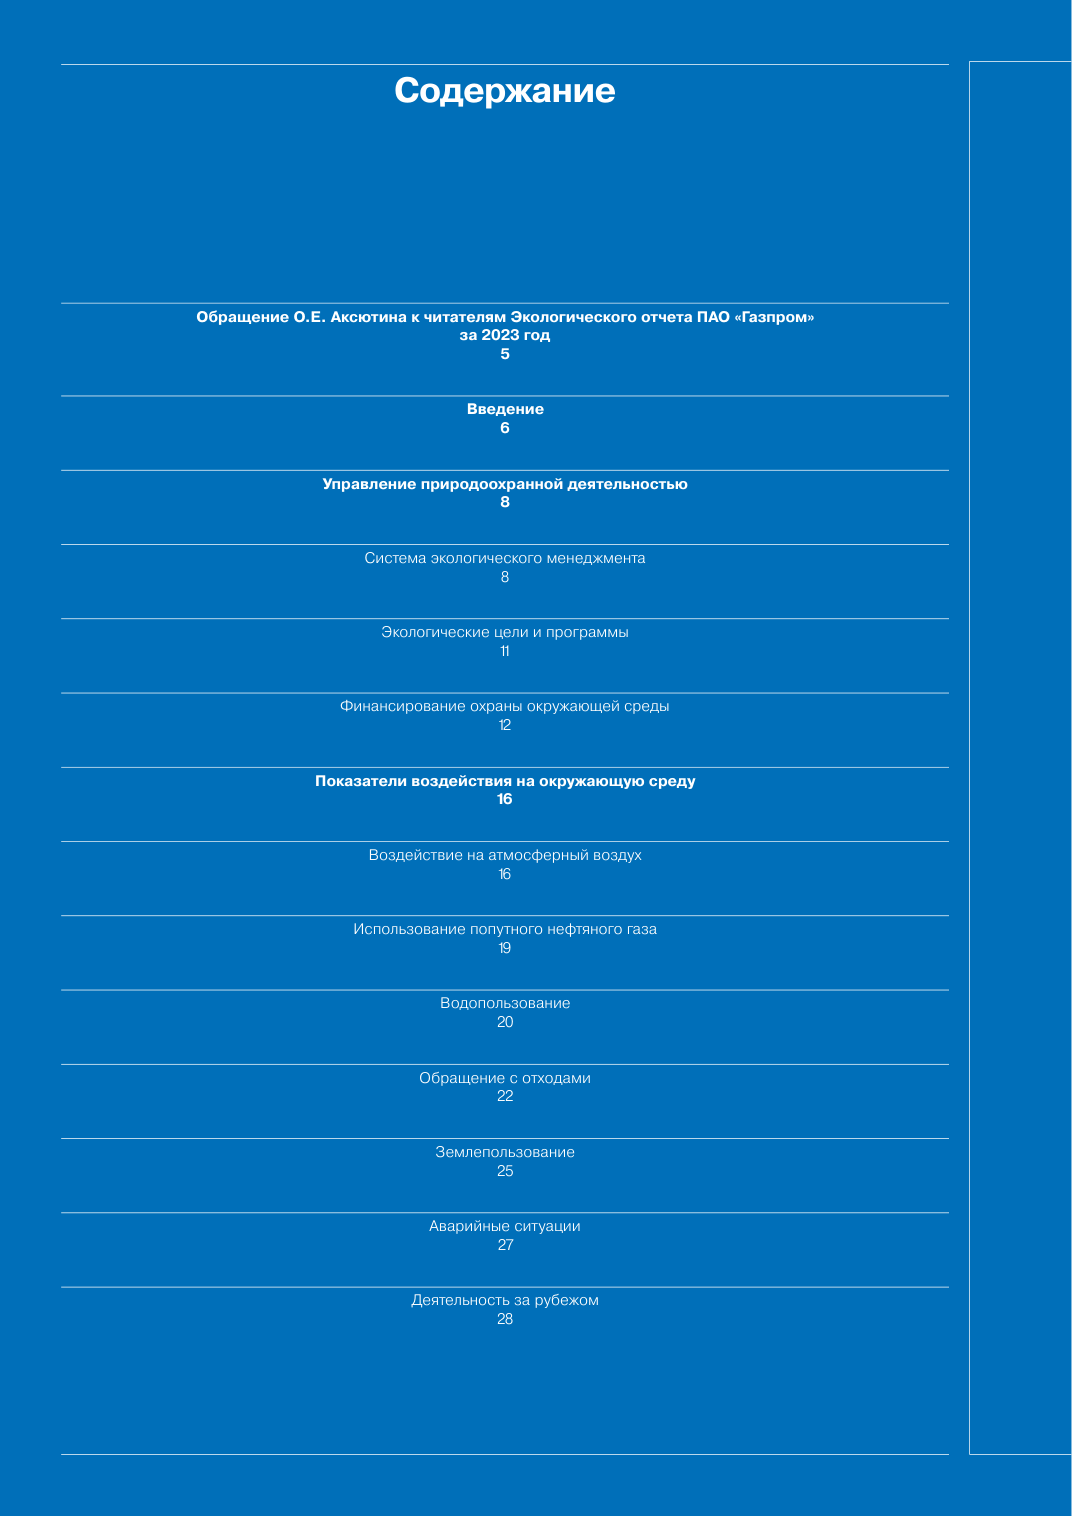 Содержание
Обращение О.Е. Аксютина к читателям Экологического отчета ПАО «Газпром»
за 2023 год
5
Введение
6
Управление природоохранной деятельностью
8
Система экологического менеджмента
8
Экологические цели и программы
11
Финансирование охраны окружающей среды
12
Показатели воздействия на окружающую среду
16
Воздействие на атмосферный воздух
16
Использование попутного нефтяного газа
19
Водопользование
20
Обращение с отходами
22
Землепользование
25
Аварийные ситуации
27
Деятельность за рубежом
28